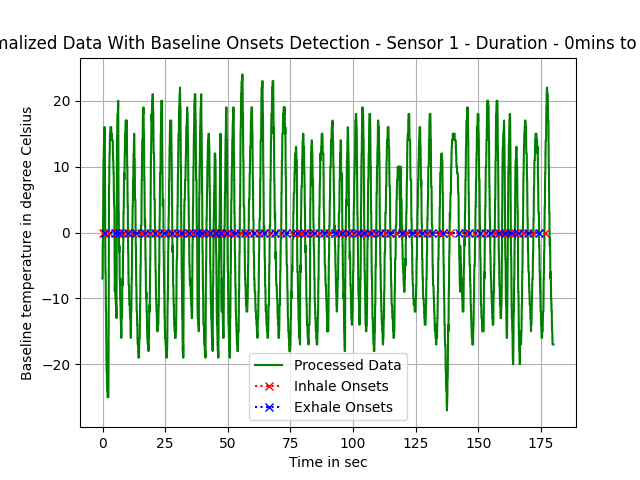 malized Data With Baseline Onsets Detection - Sensor 1 - Duration - 0mins to
Baseline temperature in degree Celsius
20
10
0
−10
−20
Processed Data
Inhale Onsets
Exhale Onsets
0 25 50 75 100 125 150 175
Time in sec